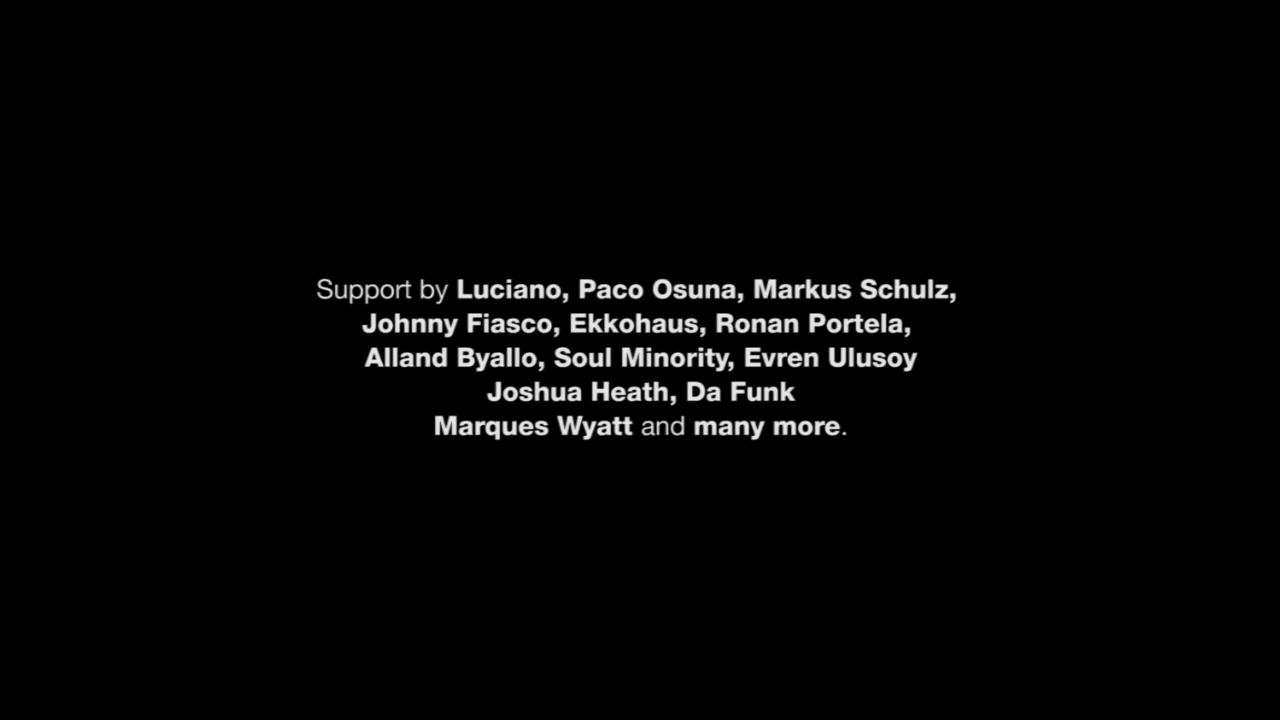 Support by Luciano, Paco Osuna, Markus Schulz,
Johnny Fiasco, Ekkohaus, Ronan Portela,
Alland Byallo, Soul Minority, Evren Ulusoy
Joshua Heath, Da Funk
Marques Wyatt and many more.